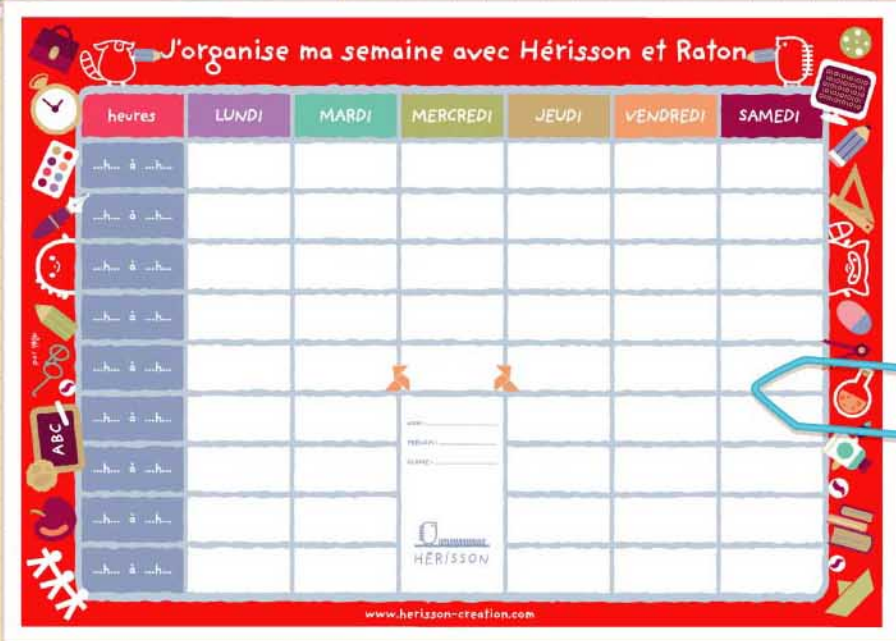 J'organise ma semaine avec Hérisson et Raton
heures LUNDI MARDI MERCREDI JEUDI VENDREDI SAMEDI
...h... à ...h...
...h... à ...h...
...h... à ...h...
...h... à ...h...
...h... à ...h...
...h... à ...h...
...h... à ...h...
...h... à ...h...
...h... à ...h...
ABC
HÉRISSON
www.herisson-creation.com